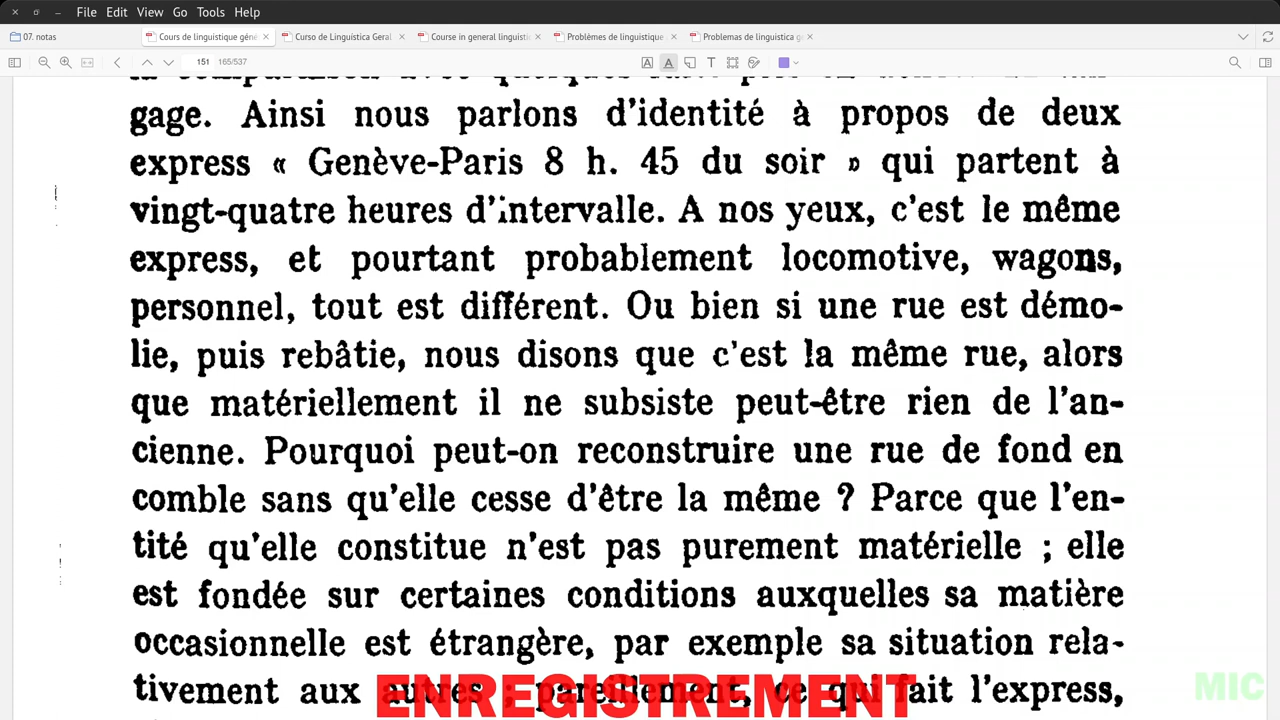 File Edit View Go Tools Help
07. notas
Cours de linguistique géné
Curso de Linguística Geral
Course in general linguisti
Problèmes de linguistique
Problemas de linguistica g
151 165/537
gage. Ainsi nous parlons d'identité à propos de deux
express « Genève-Paris 8 h. 45 du soir » qui partent à
vingt-quatre heures d'intervalle. A nos yeux, c'est le même
express, et pourtant probablement locomotive, wagons,
personnel, tout est différent. Ou bien si une rue est démo-
lie, puis rebâtie, nous disons que c'est la même rue, alors
que matériellement il ne subsiste peut-être rien de l'an-
cienne. Pourquoi peut-on reconstruire une rue de fond en
comble sans qu'elle cesse d'être la même ? Parce que l'en-
tité qu'elle constitue n'est pas purement matérielle ; elle
est fondée sur certaines conditions auxquelles sa matière
occasionnelle est étrangère, par exemple sa situation rela-
tivement aux autres ; pareillement, ce qui fait l'express,
ENREGISTREMENT
MIC